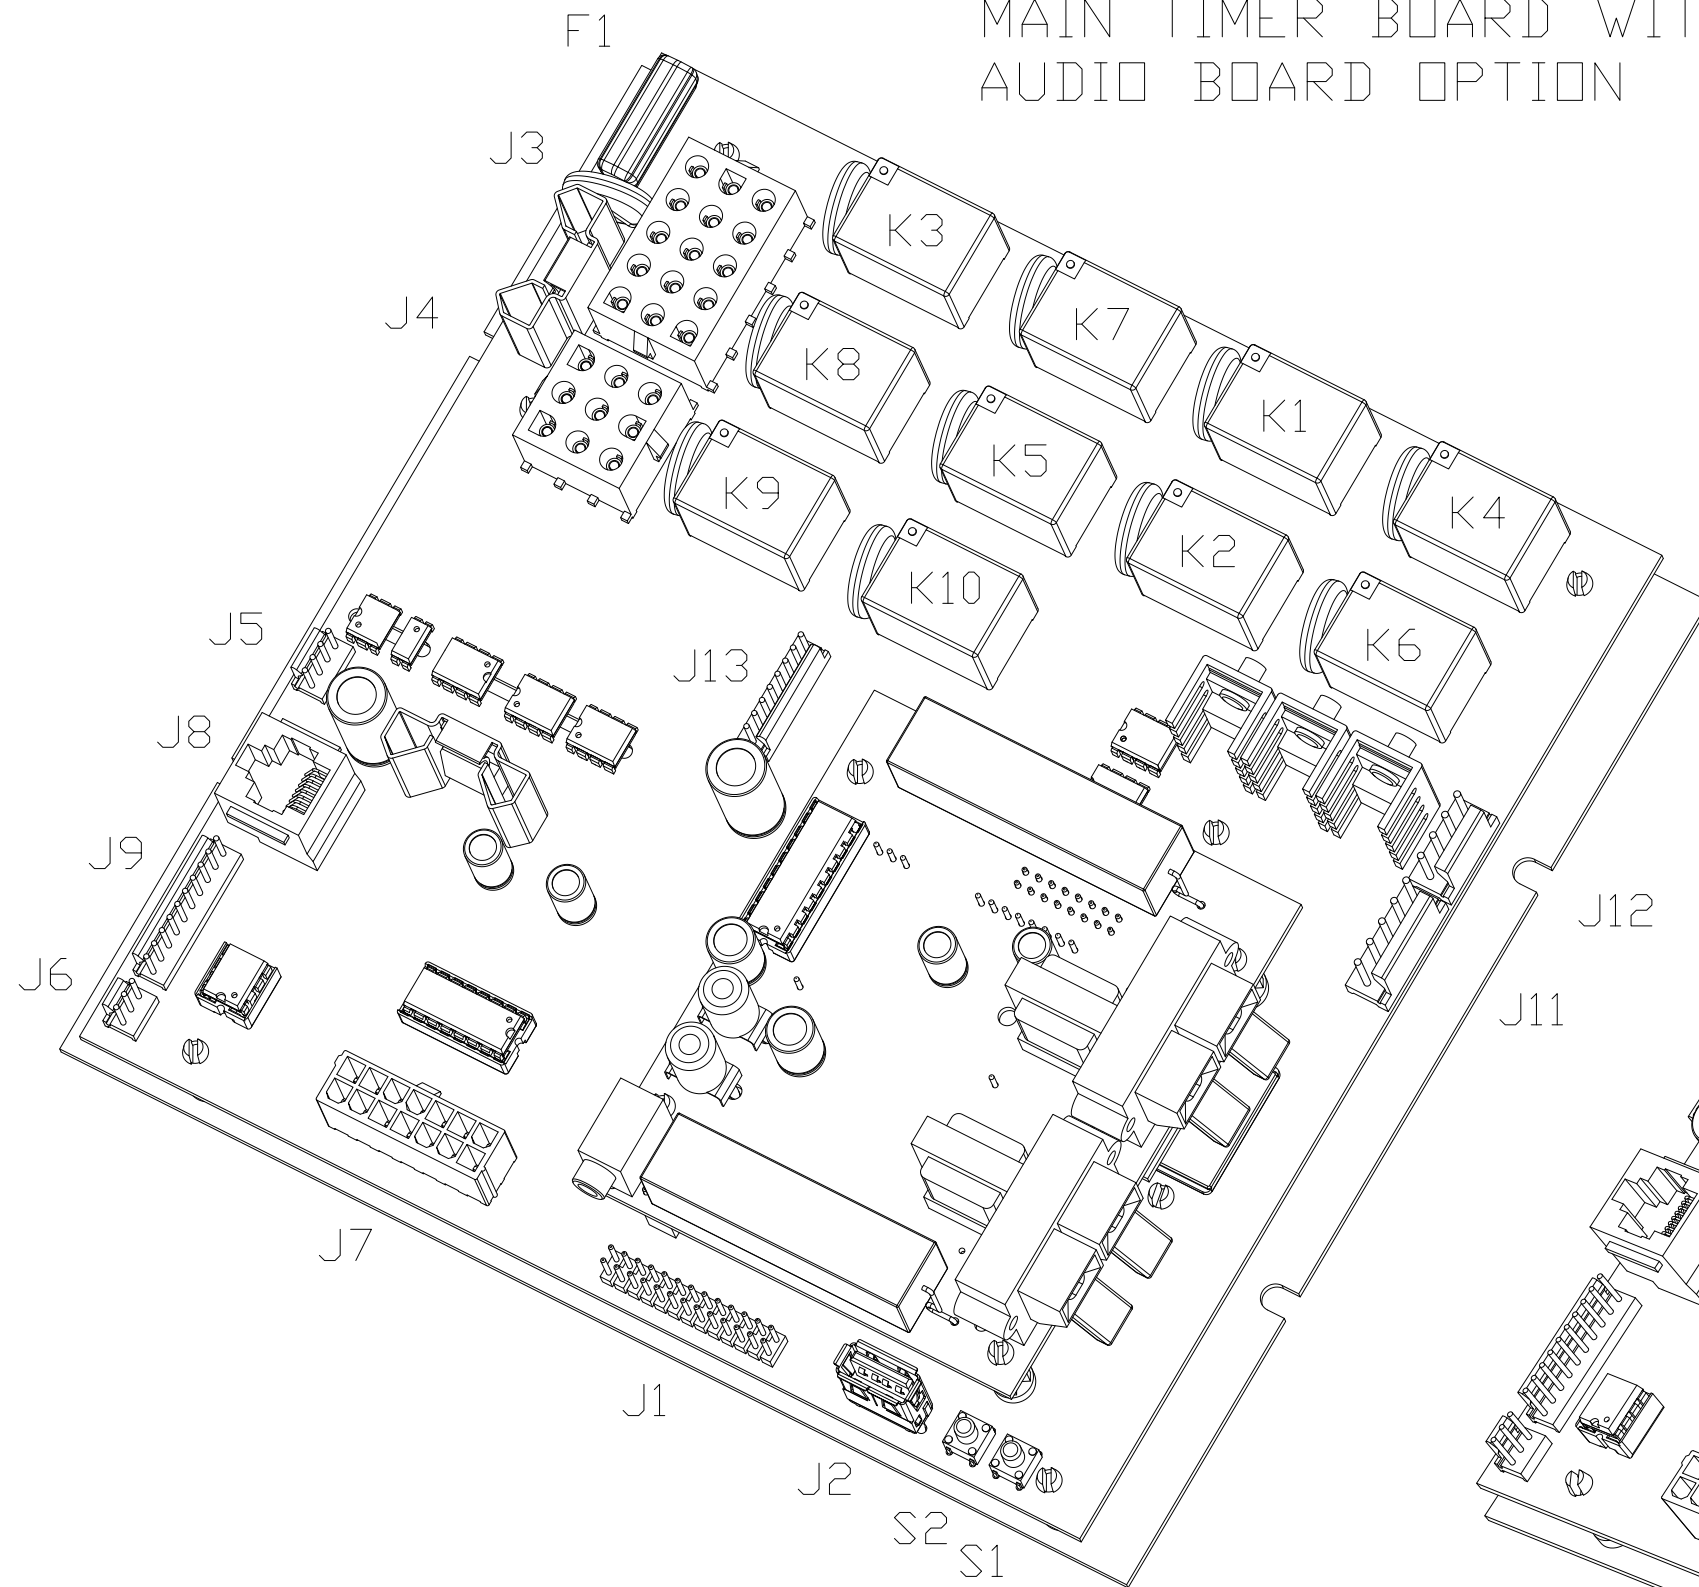 MAIN TIMER BOARD WIT
AUDIO BOARD OPTION
F1
J3
K3
J4
K7
K8
K1
K5
K9
K4
K2
K10
J5
K6
J13
J8
J9
J12
J6
J11
J7
J1
J2
S2
S1